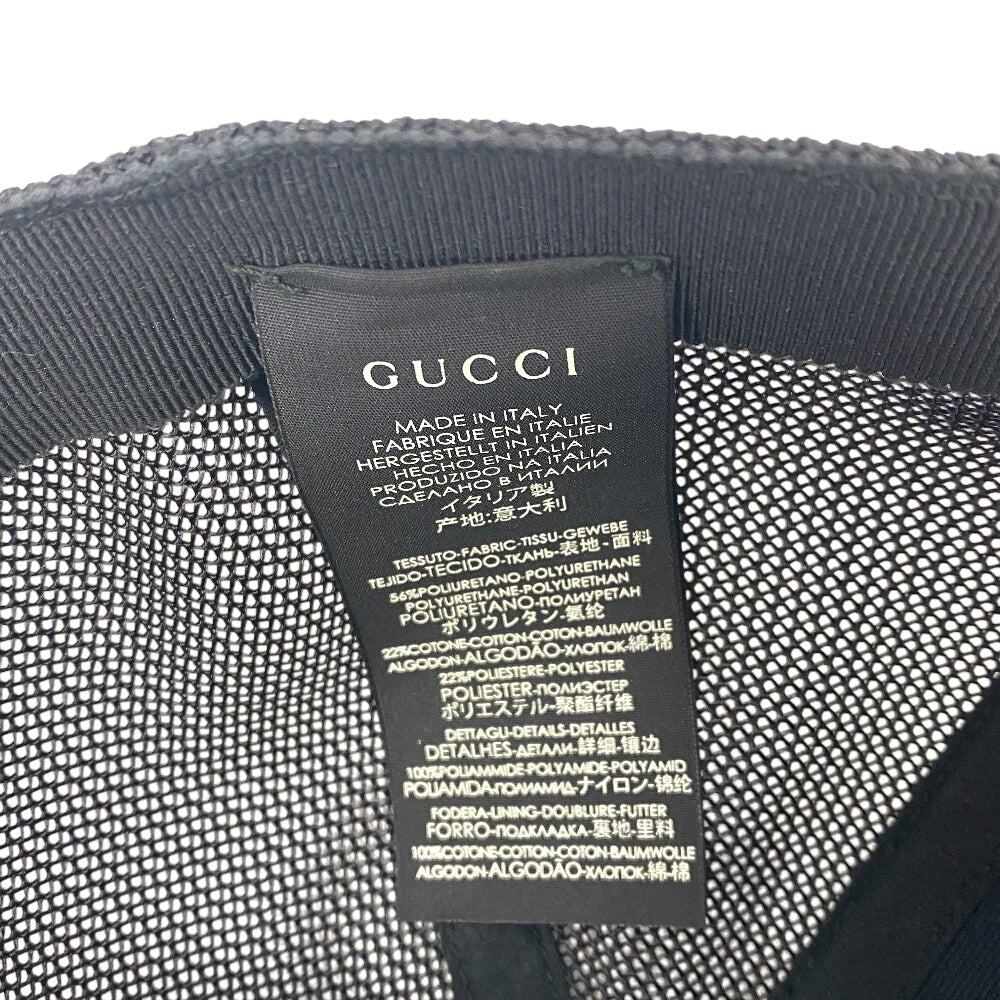 GUCCI
MADE IN ITALY
FABRIQUE EN ITALIE
HERGESTELLT IN ITALIEN
HECHO EN ITALIA
PRODUZIDO NA ITALIA
СДЕЛАНО В ИТАЛИИ
イタリア製
产地:意大利
TESSUTO-FABRIC-TISSU-GEWEBE
TEJIDO-TECIDO-ТКАНЬ-表地-面料
56%POLIURETANO-POLYURETHANE
POLYURETHANE-POLYURETHAN
POLIURETANO-ПОЛИУРЕТАН
ポリウレタン-氨纶
22%COTONE-COTTON-COTON-BAUMWOLLE
ALGODON-ALGODÃO-ХЛОПОК-綿-棉
22%POLIESTERE-POLYESTER
POLIESTER-ПОЛИЭСТЕР
ポリエステル-聚酯纤维
DETTAGLI-DETAILS-DETALLES
DETALHES-ДЕТАЛИ-詳細-镶边
100%POLIAMMIDE-POLYAMIDE-POLYAMID
POLIAMIDA-ПОЛИАМИД-ナイロン-锦纶
FODERA-LINING-DOUBLURE-FUTTER
FORRO-ПОДКЛАДКА-裏地-里料
100%COTONE-COTTON-COTON-BAUMWOLLE
ALGODON-ALGODÃO-ХЛОПОК-綿-棉